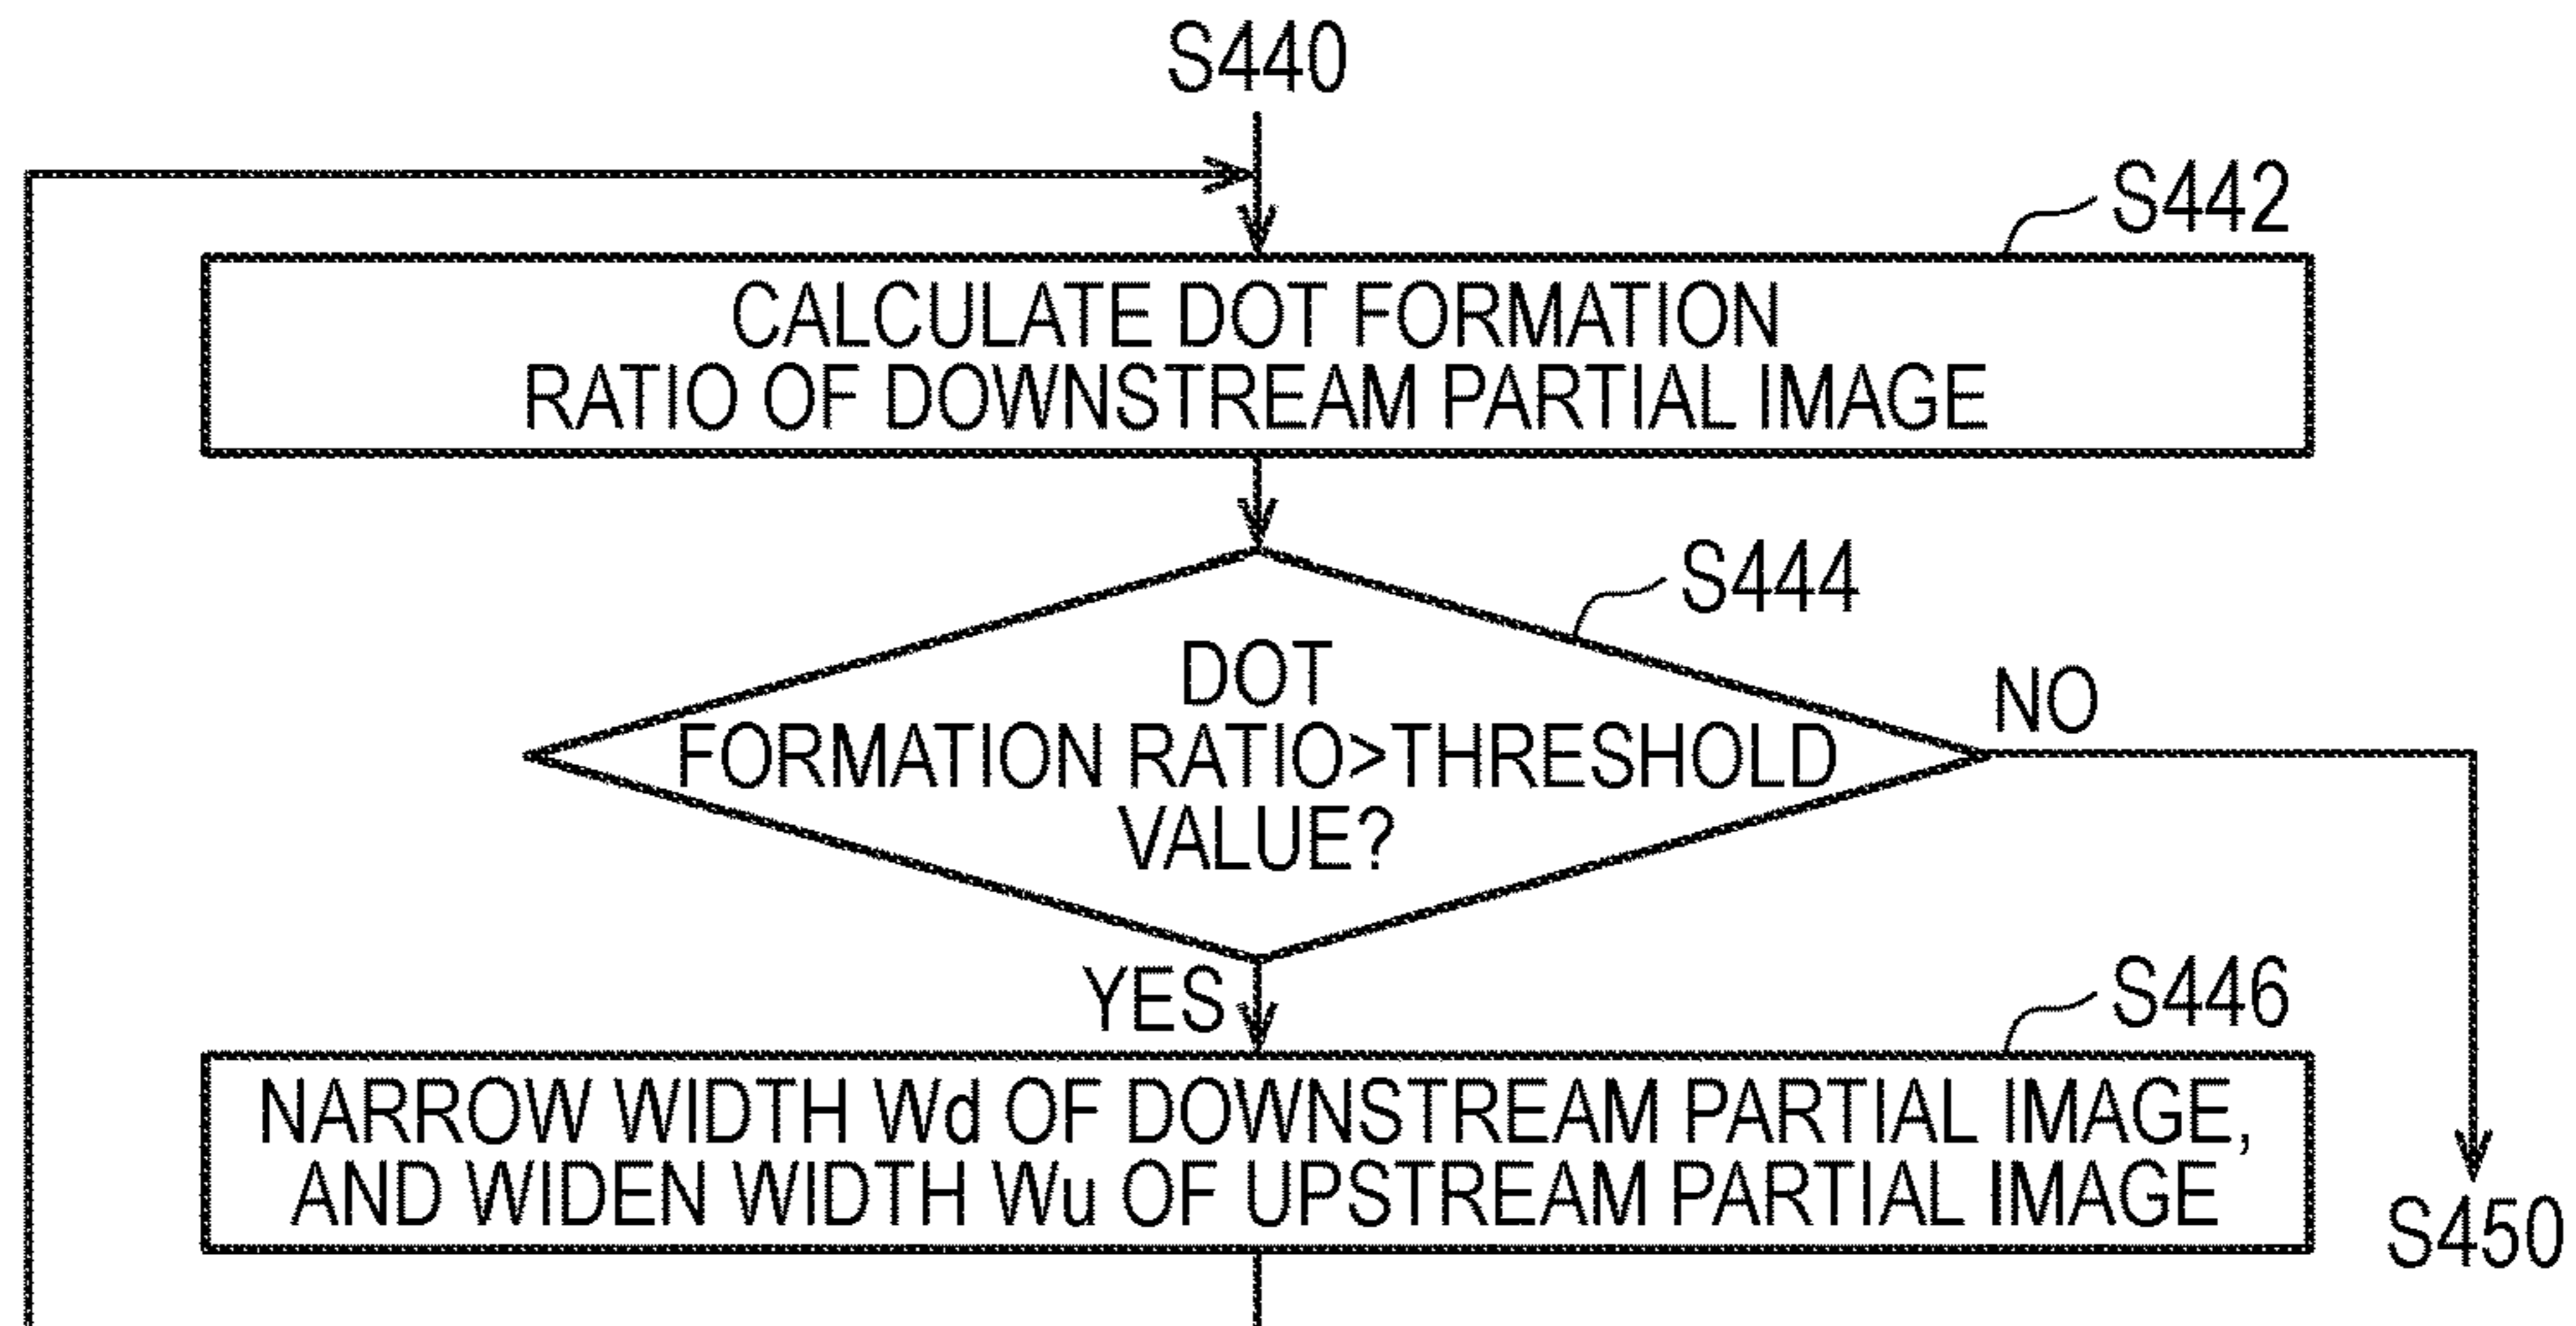 S440
S442
CALCULATE DOT FORMATION
RATIO OF DOWNSTREAM PARTIAL IMAGE
S444
DOT
FORMATION RATIO>THRESHOLD
VALUE?
NO
YES
S446
NARROW WIDTH Wd OF DOWNSTREAM PARTIAL IMAGE,
AND WIDEN WIDTH Wu OF UPSTREAM PARTIAL IMAGE
S450